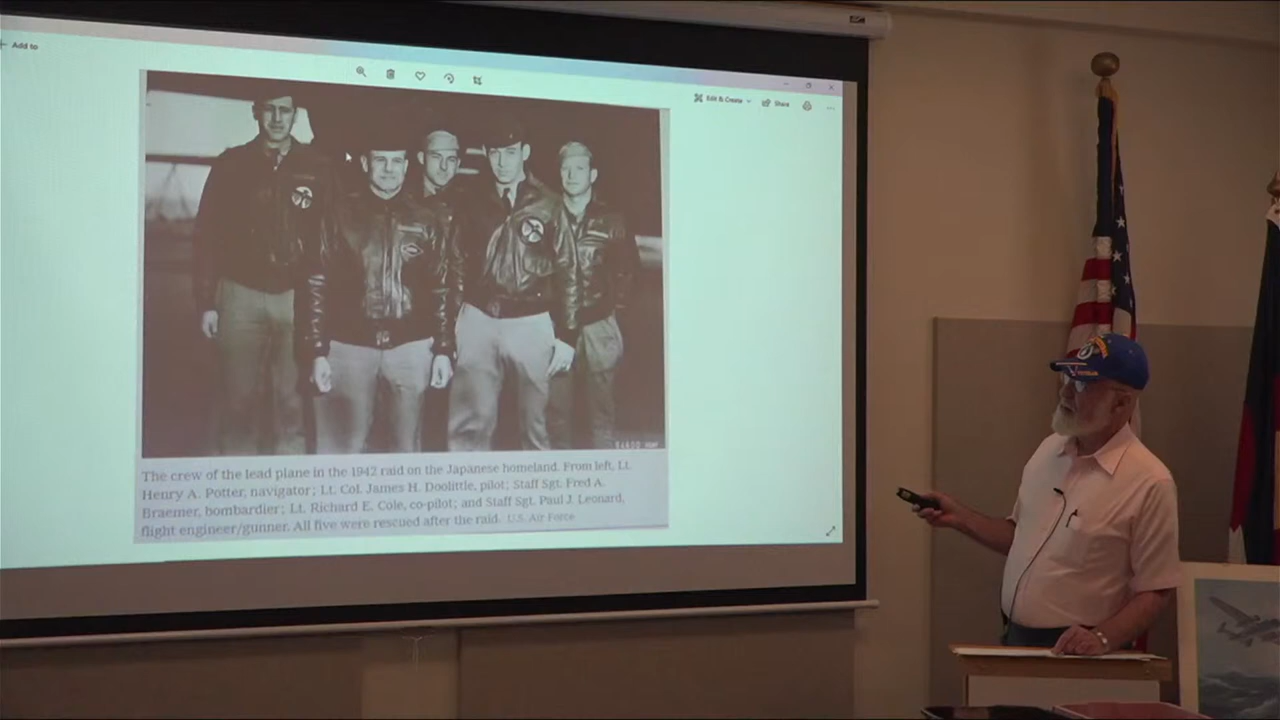 Add to
Edit & Create
Share
The crew of the lead plane in the 1942 raid on the Japanese homeland. From left, Lt.
Henry A. Potter, navigator; Lt. Col. James H. Doolittle, pilot; Staff Sgt. Fred A.
Braemer, bombardier; Lt. Richard E. Cole, co-pilot; and Staff Sgt. Paul J. Leonard,
flight engineer/gunner. All five were rescued after the raid. U.S. Air Force